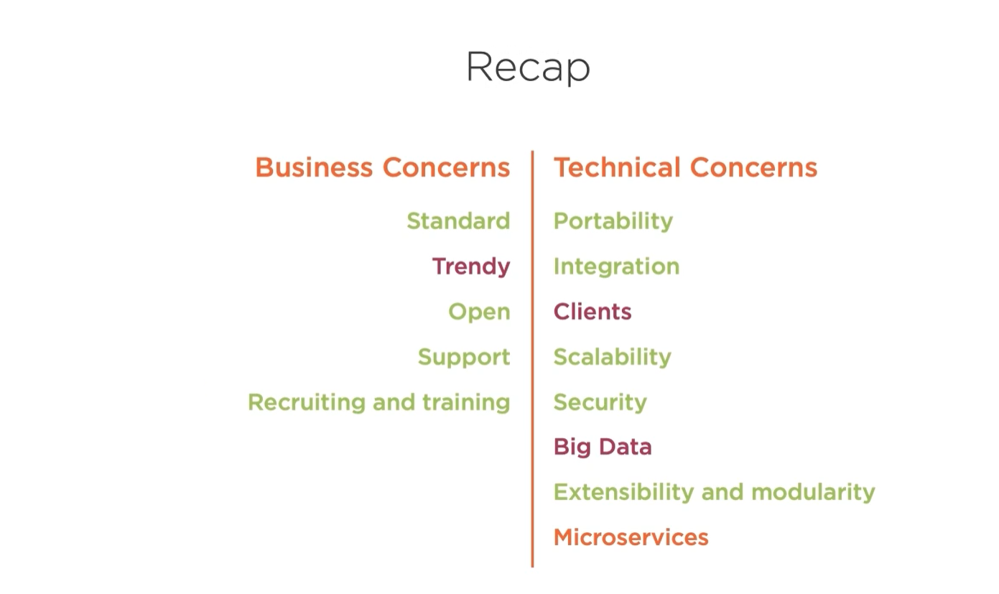 Recap
Business Concerns
Standard
Trendy
Open
Support
Recruiting and training
Technical Concerns
Portability
Integration
Clients
Scalability
Security
Big Data
Extensibility and modularity
Microservices